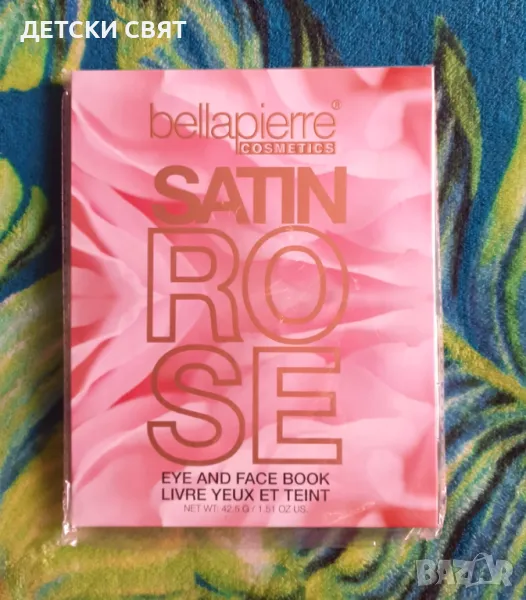 ДЕТСКИ СВЯТ
bellapierre®
COSMETICS
SATIN
RO
SE
EYE AND FACE BOOK
LIVRE YEUX ET TEINT
NET WT: 42.5 G / 1.51 OZ US.
BAZAR